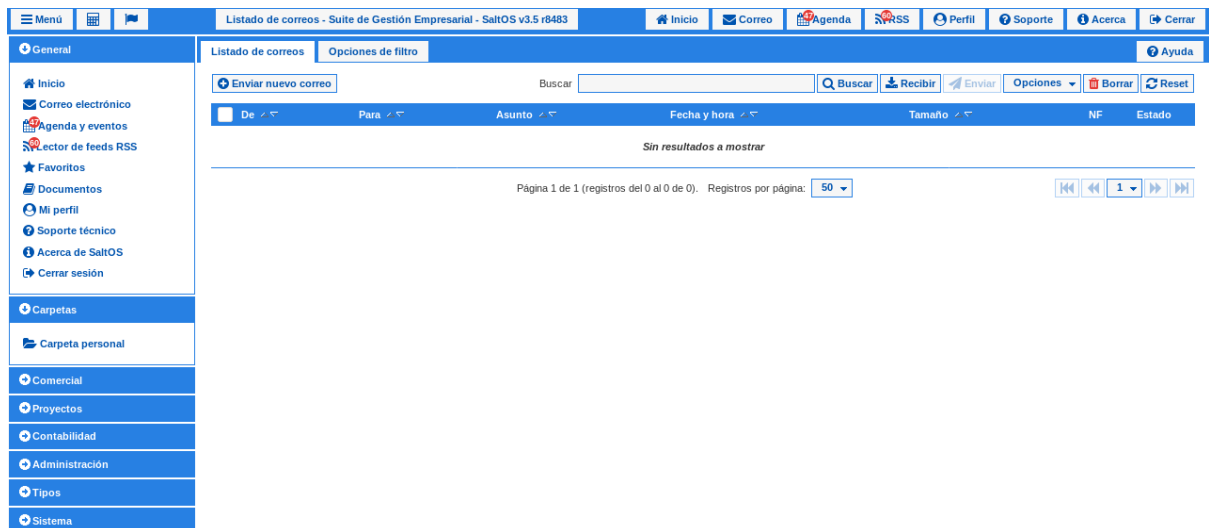 Menú Listado de correos - Suite de Gestión Empresarial - SaltOS v3.5 r8483 Inicio Correo 47 Agenda 60 RSS Perfil Soporte Acerca Cerrar
General
Listado de correos Opciones de filtro Ayuda
Inicio
Correo electrónico
47 Agenda y eventos
60 Lector de feeds RSS
Favoritos
Documentos
Mi perfil
Soporte técnico
Acerca de SaltOS
Cerrar sesión
Carpetas
Carpeta personal
Comercial
Proyectos
Contabilidad
Administración
Tipos
Sistema
Enviar nuevo correo Buscar Buscar Recibir Enviar Opciones Borrar Reset
De Para Asunto Fecha y hora Tamaño NF Estado
Sin resultados a mostrar
Página 1 de 1 (registros del 0 al 0 de 0). Registros por página: 50 1